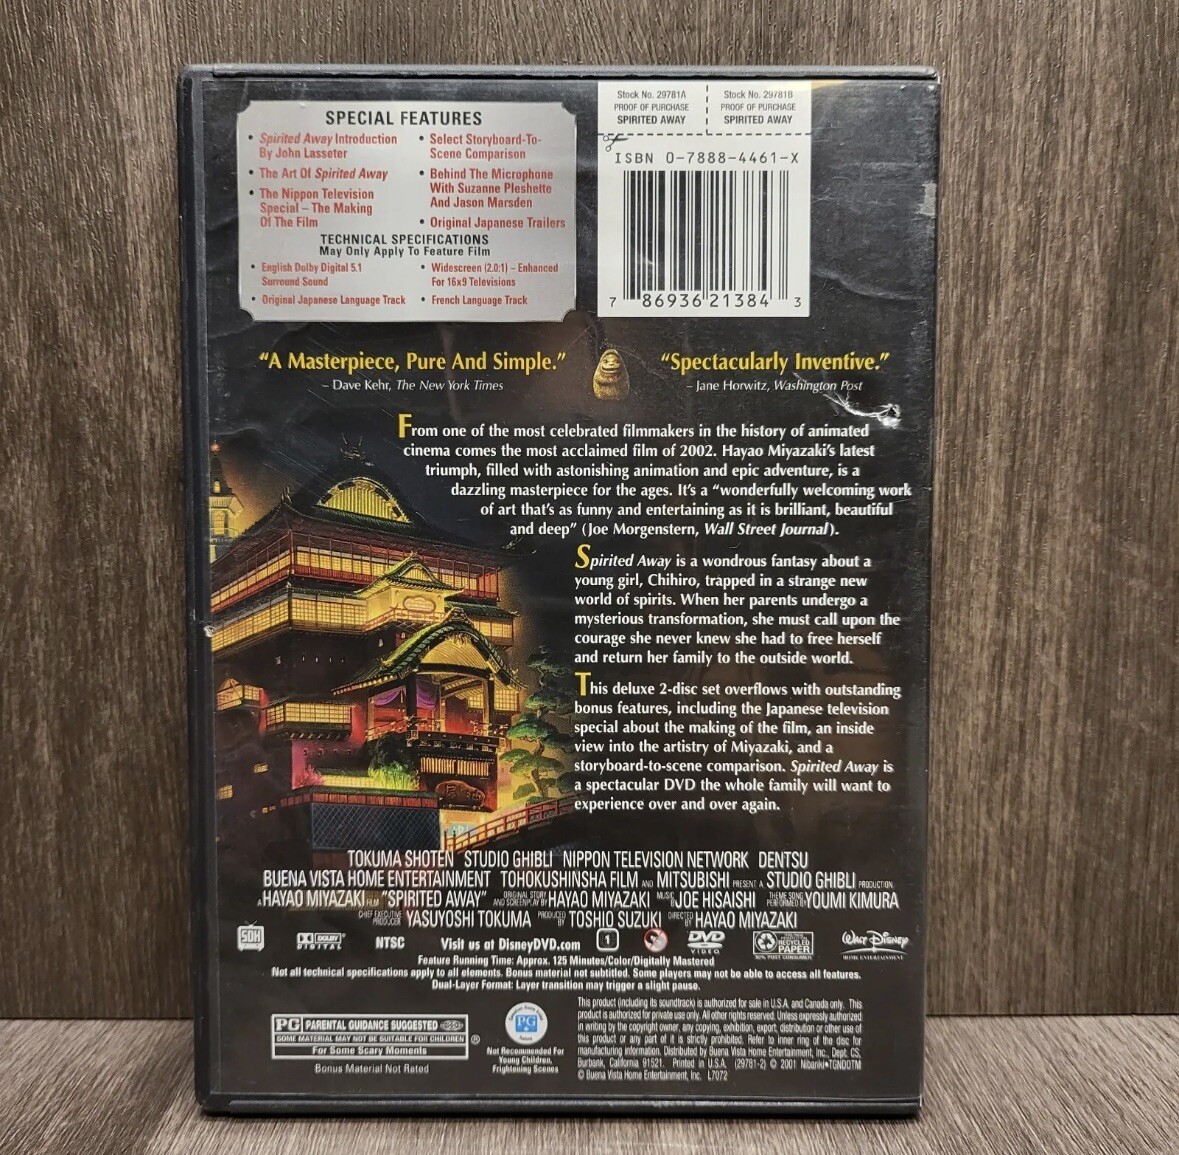 SPECIAL FEATURES
• Spirited Away Introduction
By John Lasseter
• The Art Of Spirited Away
• The Nippon Television
Special – The Making
Of The Film
• Select Storyboard-To-
Scene Comparison
• Behind The Microphone
With Suzanne Pleshette
And Jason Marsden
• Original Japanese Trailers
TECHNICAL SPECIFICATIONS
May Only Apply To Feature Film
• English Dolby Digital 5.1
Surround Sound
• Original Japanese Language Track
• Widescreen (2.0:1) – Enhanced
For 16x9 Televisions
• French Language Track
Stock No. 29781A
PROOF OF PURCHASE
SPIRITED AWAY
Stock No. 29781B
PROOF OF PURCHASE
SPIRITED AWAY
ISBN 0-7888-4461-X
7 86936 21384 3
“A Masterpiece, Pure And Simple.”
– Dave Kehr, The New York Times
“Spectacularly Inventive.”
– Jane Horwitz, Washington Post
From one of the most celebrated filmmakers in the history of animated
cinema comes the most acclaimed film of 2002. Hayao Miyazaki's latest
triumph, filled with astonishing animation and epic adventure, is a
dazzling masterpiece for the ages. It's a “wonderfully welcoming work
of art that's as funny and entertaining as it is brilliant, beautiful
and deep” (Joe Morgenstern, Wall Street Journal).
Spirited Away is a wondrous fantasy about a
young girl, Chihiro, trapped in a strange new
world of spirits. When her parents undergo a
mysterious transformation, she must call upon the
courage she never knew she had to free herself
and return her family to the outside world.
This deluxe 2-disc set overflows with outstanding
bonus features, including the Japanese television
special about the making of the film, an inside
view into the artistry of Miyazaki, and a
storyboard-to-scene comparison. Spirited Away is
a spectacular DVD the whole family will want to
experience over and over again.
TOKUMA SHOTEN STUDIO GHIBLI NIPPON TELEVISION NETWORK DENTSU
BUENA VISTA HOME ENTERTAINMENT TOHOKUSHINSHA FILM AND MITSUBISHI PRESENT A STUDIO GHIBLI PRODUCTION
A HAYAO MIYAZAKI FILM “SPIRITED AWAY” ORIGINAL STORY AND SCREENPLAY BY HAYAO MIYAZAKI MUSIC BY JOE HISAISHI THEME SONG PERFORMED BY YOUMI KIMURA
CHIEF EXECUTIVE PRODUCER YASUYOSHI TOKUMA PRODUCED BY TOSHIO SUZUKI DIRECTED BY HAYAO MIYAZAKI
SDH
DOLBY DIGITAL
NTSC
Visit us at DisneyDVD.com
1
DVD VIDEO
RECYCLED PAPER
Walt Disney
HOME ENTERTAINMENT
Feature Running Time: Approx. 125 Minutes/Color/Digitally Mastered
Not all technical specifications apply to all elements. Bonus material not subtitled. Some players may not be able to access all features.
Dual-Layer Format: Layer transition may trigger a slight pause.
PG PARENTAL GUIDANCE SUGGESTED
SOME MATERIAL MAY NOT BE SUITABLE FOR CHILDREN ®
For Some Scary Moments
Bonus Material Not Rated
PG
Not Recommended For
Young Children,
Frightening Scenes
This product (including its soundtrack) is authorized for sale in U.S.A. and Canada only. This
product is authorized for private use only. All other rights reserved. Unless expressly authorized
in writing by the copyright owner, any copying, exhibition, export, distribution or other use of
this product or any part of it is strictly prohibited. Refer to inner ring of the disc for
manufacturing information. Distributed by Buena Vista Home Entertainment, Inc., Dept. CS,
Burbank, California 91521. Printed in U.S.A. (29781-2) © 2001 Nibariki•TGNDDTM
© Buena Vista Home Entertainment, Inc. L7072